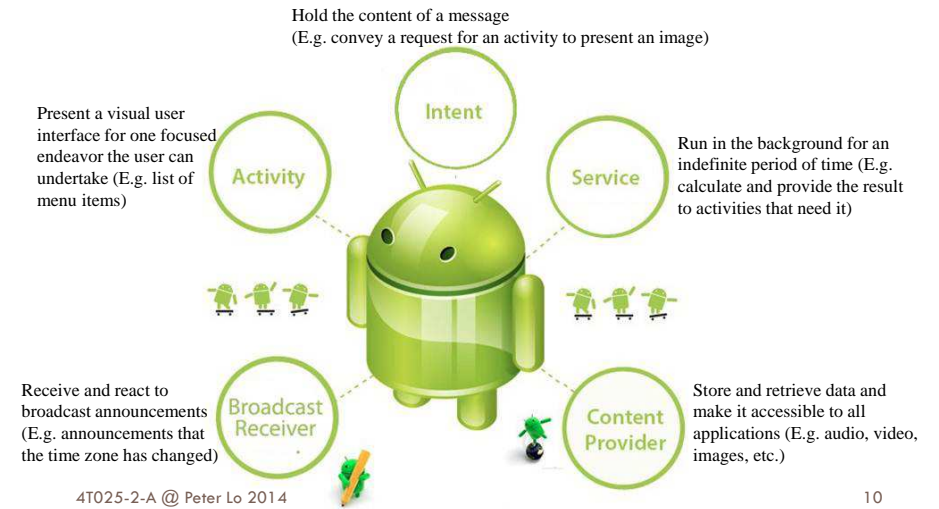 Hold the content of a message
(E.g. convey a request for an activity to present an image)
Intent
Present a visual user
interface for one focused
endeavor the user can
undertake (E.g. list of
menu items)
Activity
Service
Run in the background for an
indefinite period of time (E.g.
calculate and provide the result
to activities that need it)
Receive and react to
broadcast announcements
(E.g. announcements that
the time zone has changed)
Broadcast
Receiver
Content
Provider
Store and retrieve data and
make it accessible to all
applications (E.g. audio, video,
images, etc.)
4T025-2-A @ Peter Lo 2014
10